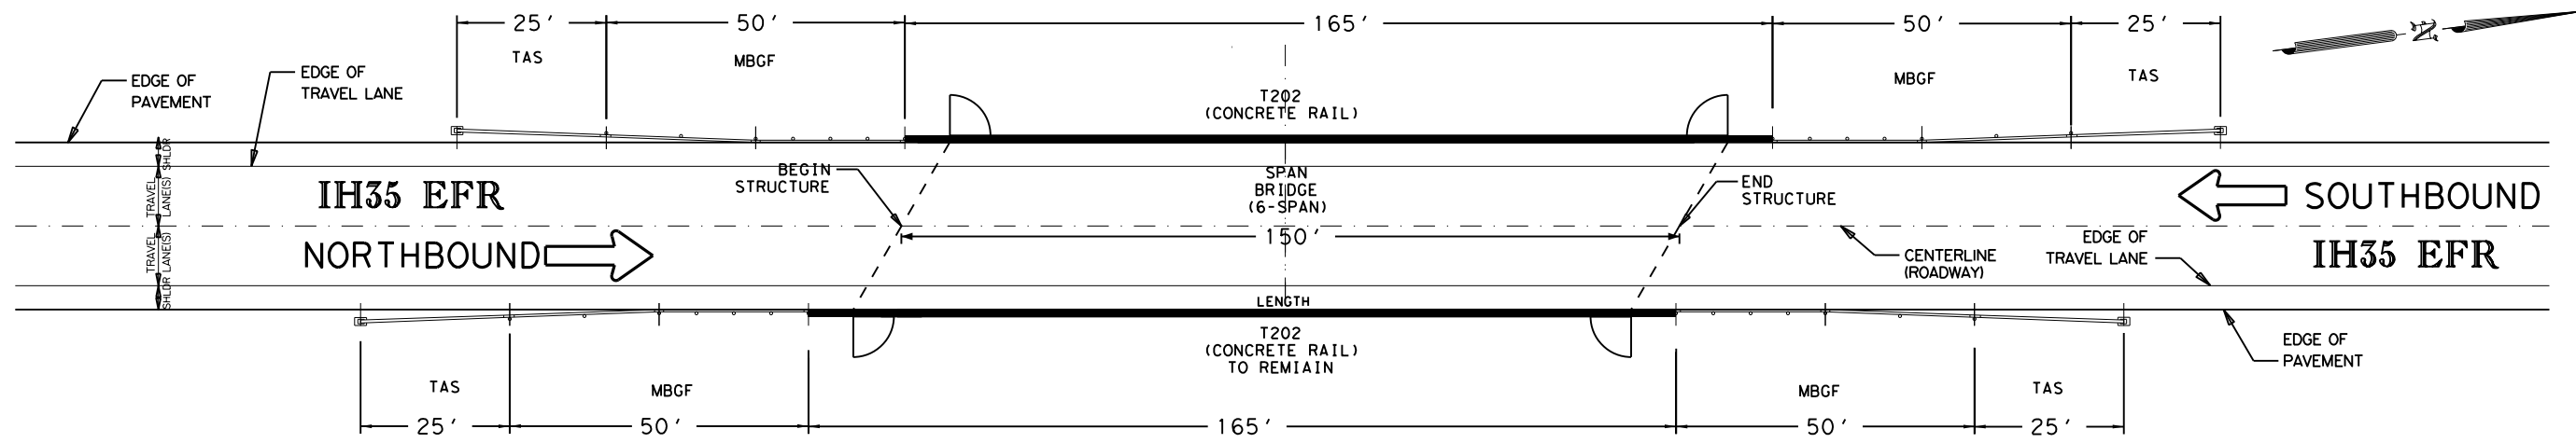 25' 50' 165' 50' 25'
TAS MBGF MBGF TAS
N
EDGE OF
PAVEMENT
EDGE OF
TRAVEL LANE
T202
(CONCRETE RAIL)
SHLDR
TRAVEL
LANE(S)
TRAVEL
LANE(S)
SHLDR
IH35 EFR
NORTHBOUND
BEGIN
STRUCTURE
SPAN
BRIDGE
(6-SPAN)
150'
END
STRUCTURE
SOUTHBOUND
IH35 EFR
CENTERLINE
(ROADWAY)
EDGE OF
TRAVEL LANE
LENGTH
T202
(CONCRETE RAIL)
TO REMIAIN
EDGE OF
PAVEMENT
TAS MBGF MBGF TAS
25' 50' 165' 50' 25'